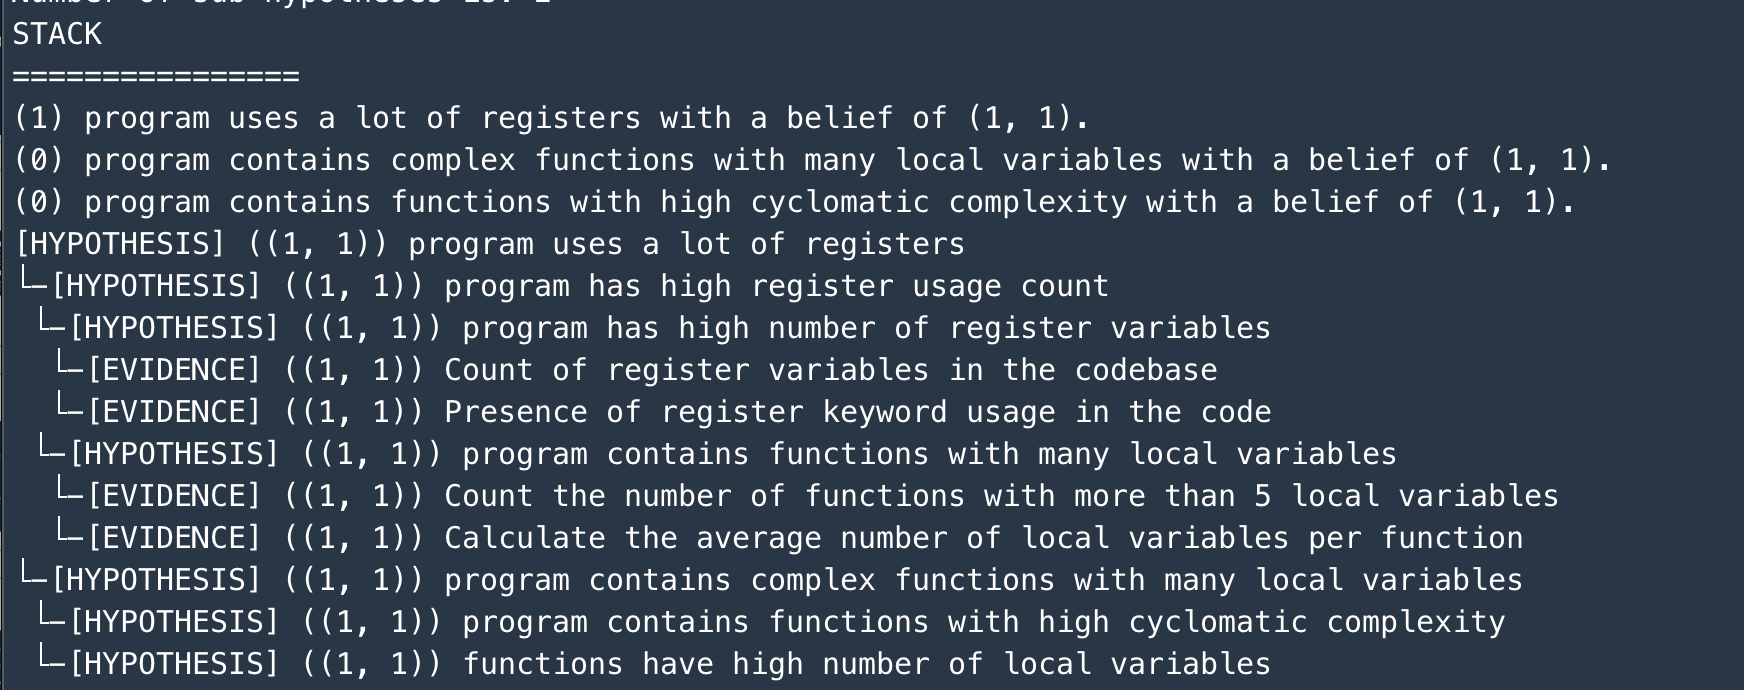 Number of sub hypotheses is:
STACK
================
(1) program uses a lot of registers with a belief of (1, 1).
(0) program contains complex functions with many local variables with a belief of (1, 1).
(0) program contains functions with high cyclomatic complexity with a belief of (1, 1).
[HYPOTHESIS] ((1, 1)) program uses a lot of registers
└─[HYPOTHESIS] ((1, 1)) program has high register usage count
└─[HYPOTHESIS] ((1, 1)) program has high number of register variables
└─[EVIDENCE] ((1, 1)) Count of register variables in the codebase
└─[EVIDENCE] ((1, 1)) Presence of register keyword usage in the code
└─[HYPOTHESIS] ((1, 1)) program contains functions with many local variables
└─[EVIDENCE] ((1, 1)) Count the number of functions with more than 5 local variables
└─[EVIDENCE] ((1, 1)) Calculate the average number of local variables per function
└─[HYPOTHESIS] ((1, 1)) program contains complex functions with many local variables
└─[HYPOTHESIS] ((1, 1)) program contains functions with high cyclomatic complexity
└─[HYPOTHESIS] ((1, 1)) functions have high number of local variables